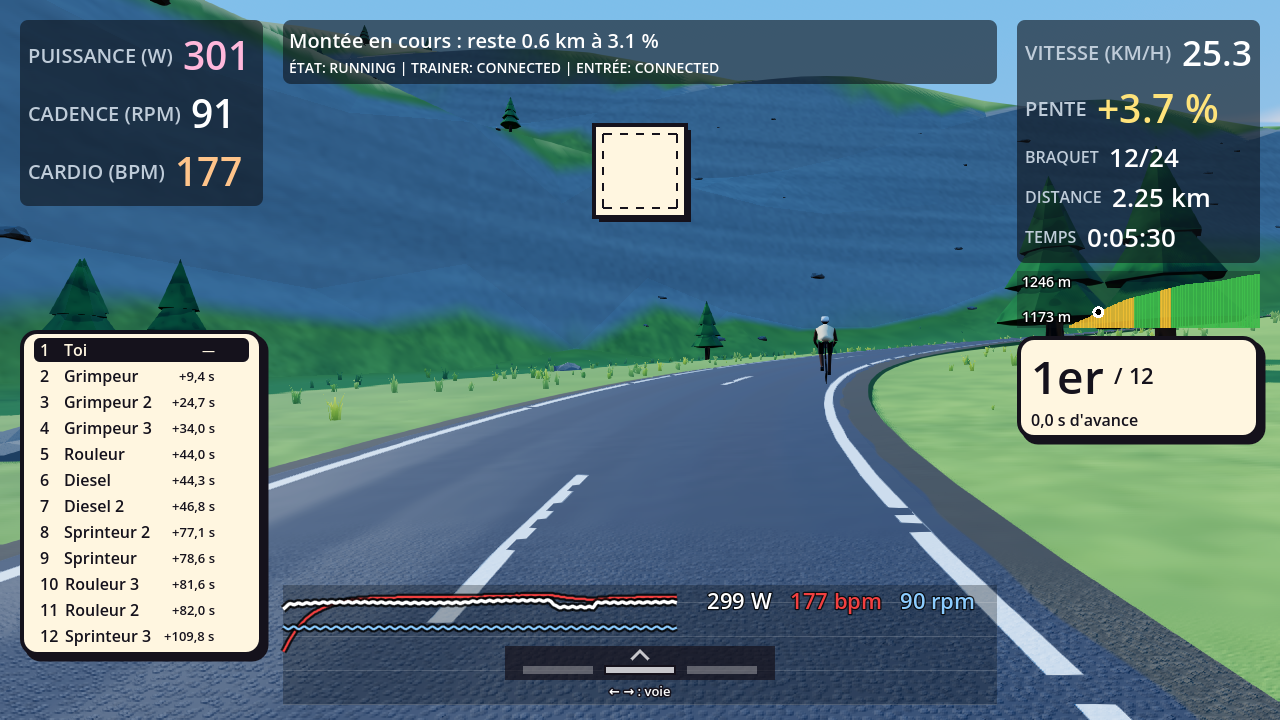 PUISSANCE (W) 301
CADENCE (RPM) 91
CARDIO (BPM) 177
Montée en cours : reste 0.6 km à 3.1 %
ÉTAT: RUNNING | TRAINER: CONNECTED | ENTRÉE: CONNECTED
VITESSE (KM/H) 25.3
PENTE +3.7 %
BRAQUET 12/24
DISTANCE 2.25 km
TEMPS 0:05:30
1246 m
1173 m
1er / 12
0,0 s d'avance
1 Toi —
2 Grimpeur +9,4 s
3 Grimpeur 2 +24,7 s
4 Grimpeur 3 +34,0 s
5 Rouleur +44,0 s
6 Diesel +44,3 s
7 Diesel 2 +46,8 s
8 Sprinteur 2 +77,1 s
9 Sprinteur +78,6 s
10 Rouleur 3 +81,6 s
11 Rouleur 2 +82,0 s
12 Sprinteur 3 +109,8 s
299 W 177 bpm 90 rpm
← → : voie